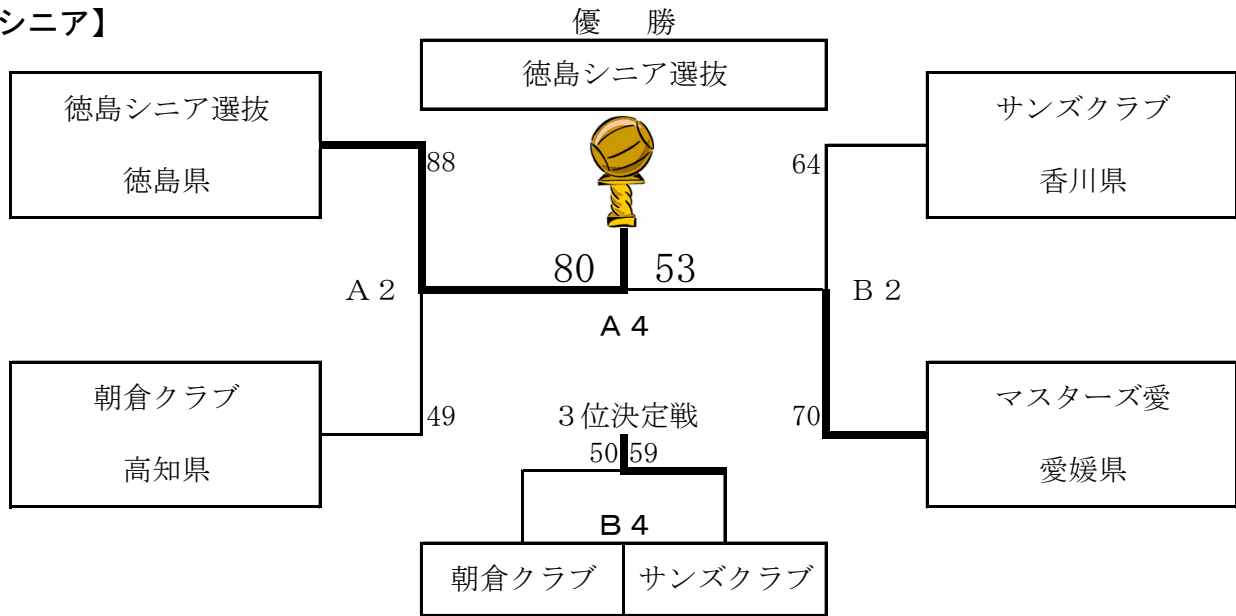 シニア】
優　勝
徳島シニア選抜
徳島シニア選抜
徳島県
サンズクラブ
香川県
88
64
80
53
Ａ２
Ｂ２
Ａ４
朝倉クラブ
高知県
マスターズ愛
愛媛県
49
３位決定戦
70
50
59
Ｂ４
朝倉クラブ
サンズクラブ